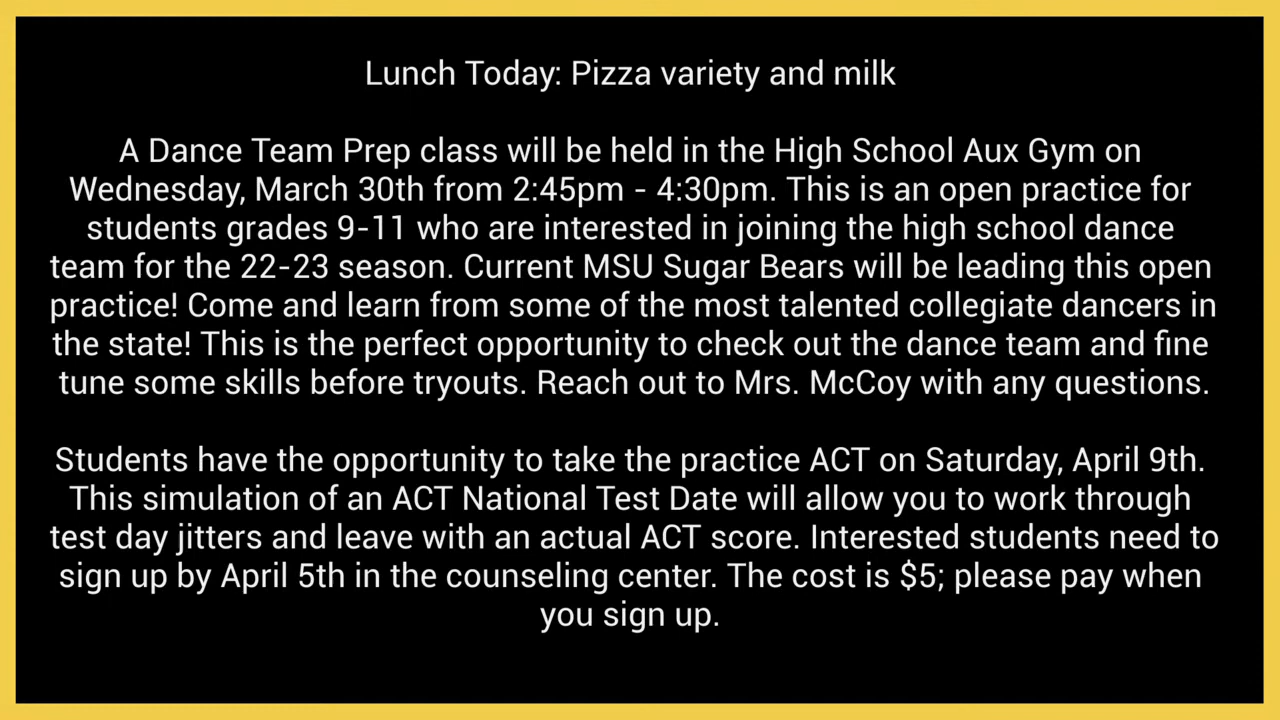 Lunch Today: Pizza variety and milk
A Dance Team Prep class will be held in the High School Aux Gym on
Wednesday, March 30th from 2:45pm - 4:30pm. This is an open practice for
students grades 9-11 who are interested in joining the high school dance
team for the 22-23 season. Current MSU Sugar Bears will be leading this open
practice! Come and learn from some of the most talented collegiate dancers in
the state! This is the perfect opportunity to check out the dance team and fine
tune some skills before tryouts. Reach out to Mrs. McCoy with any questions.
Students have the opportunity to take the practice ACT on Saturday, April 9th.
This simulation of an ACT National Test Date will allow you to work through
test day jitters and leave with an actual ACT score. Interested students need to
sign up by April 5th in the counseling center. The cost is $5; please pay when
you sign up.